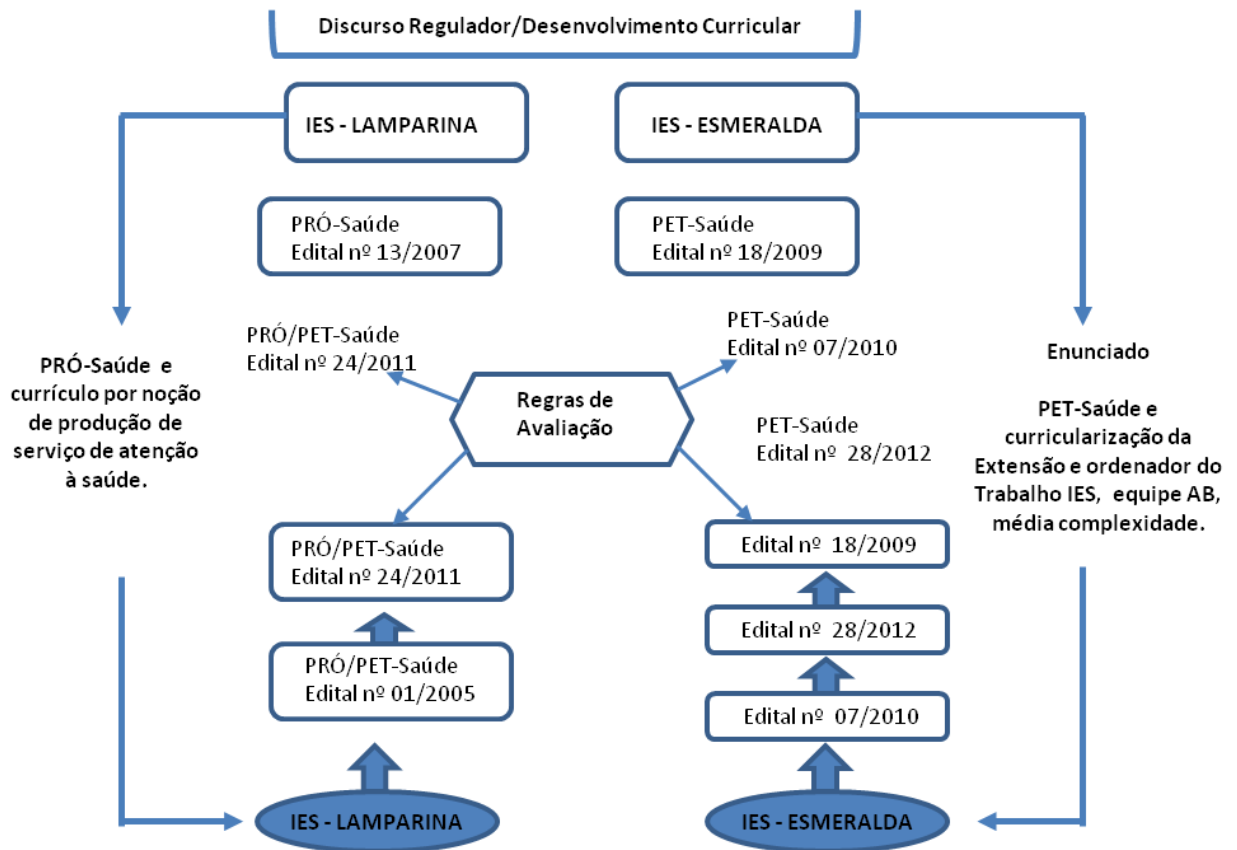 Discurso Regulador/Desenvolvimento Curricular
IES - LAMPARINA
IES - ESMERALDA
PRÓ-Saúde
Edital nº 13/2007
PET-Saúde
Edital nº 18/2009
PRÓ/PET-Saúde
Edital nº 24/2011
PET-Saúde
Edital nº 07/2010
PRÓ-Saúde e
currículo por noção
de produção de
serviço de atenção
à saúde.
Regras de
Avaliação
PET-Saúde
Edital nº 28/2012
Enunciado
PET-Saúde e
curricularização da
Extensão e ordenador do
Trabalho IES, equipe AB,
média complexidade.
PRÓ/PET-Saúde
Edital nº 24/2011
Edital nº 18/2009
PRÓ/PET-Saúde
Edital nº 01/2005
Edital nº 28/2012
Edital nº 07/2010
IES - LAMPARINA
IES - ESMERALDA